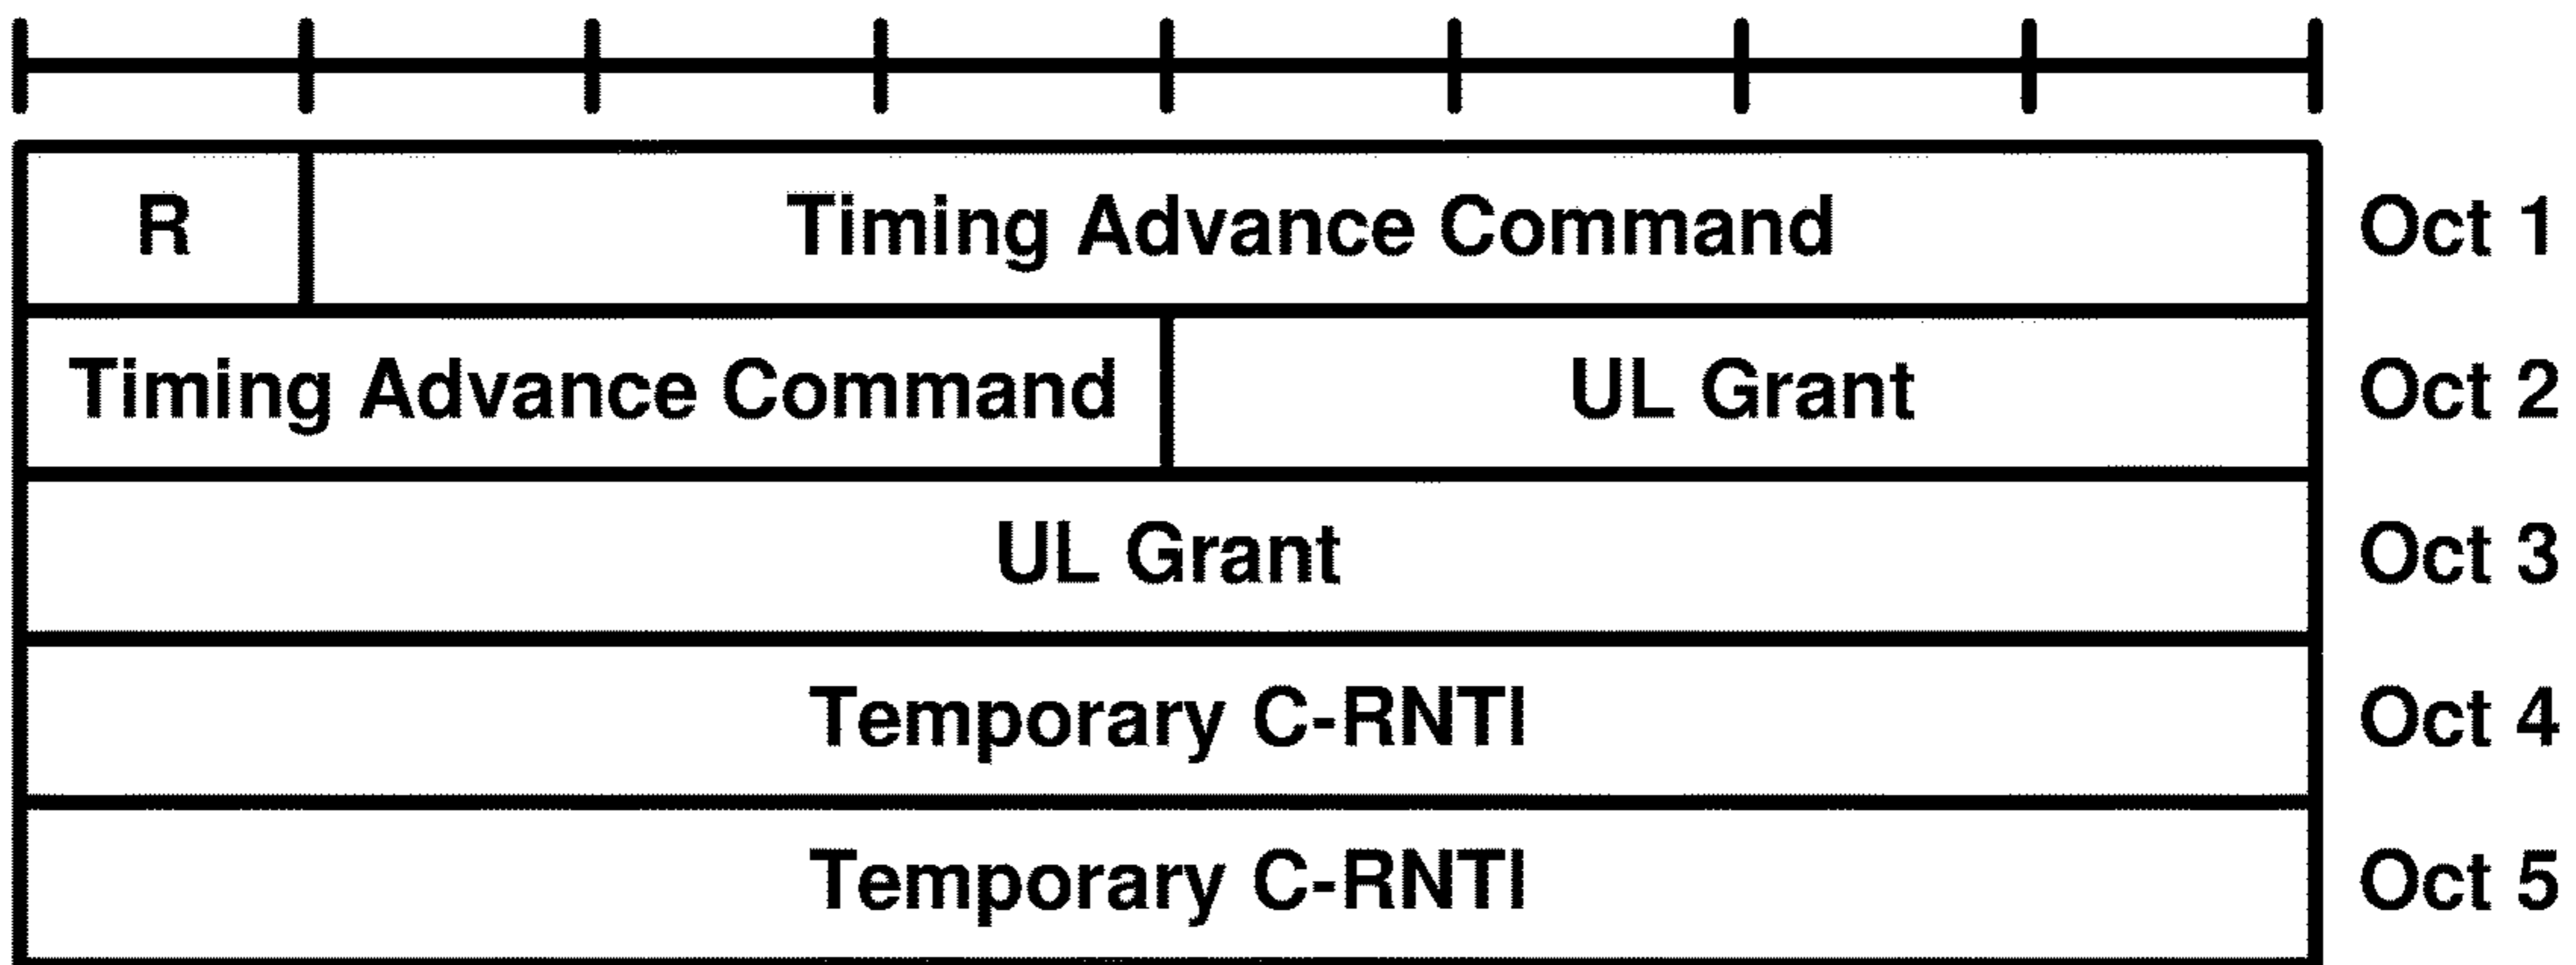 R Timing Advance Command Oct 1
Timing Advance Command UL Grant Oct 2
UL Grant Oct 3
Temporary C-RNTI Oct 4
Temporary C-RNTI Oct 5